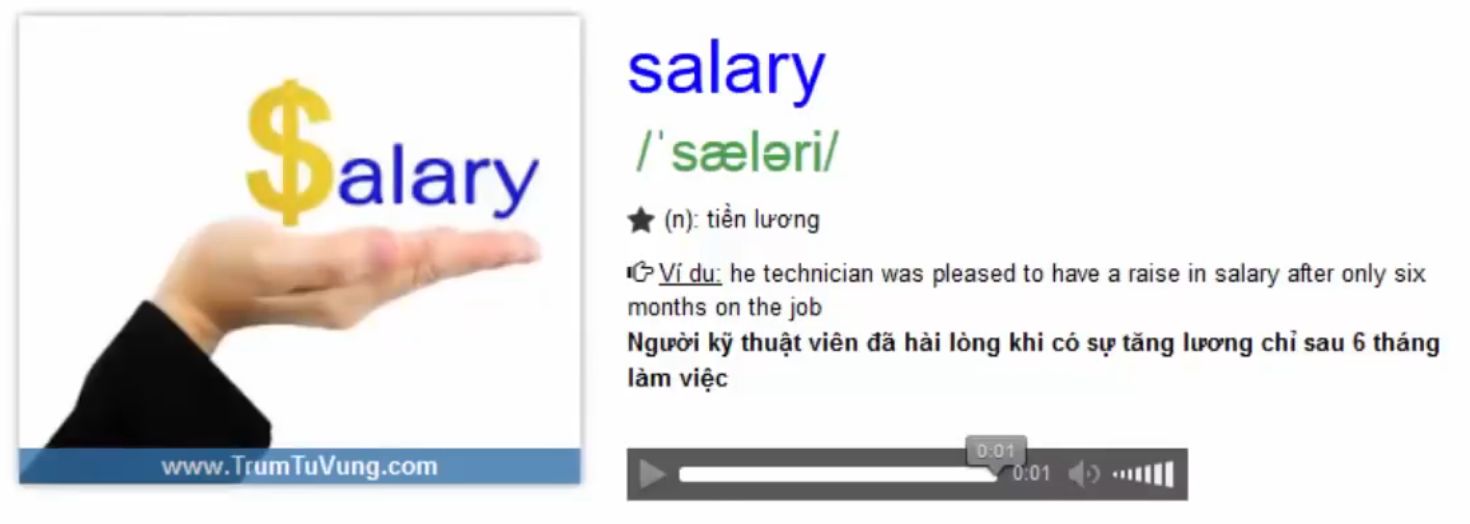 $alary
www.TrumTuVung.com
salary
/ˈsæləri/
(n): tiền lương
Ví du: he technician was pleased to have a raise in salary after only six
months on the job
Người kỹ thuật viên đã hài lòng khi có sự tăng lương chỉ sau 6 tháng
làm việc
0:01
0:01